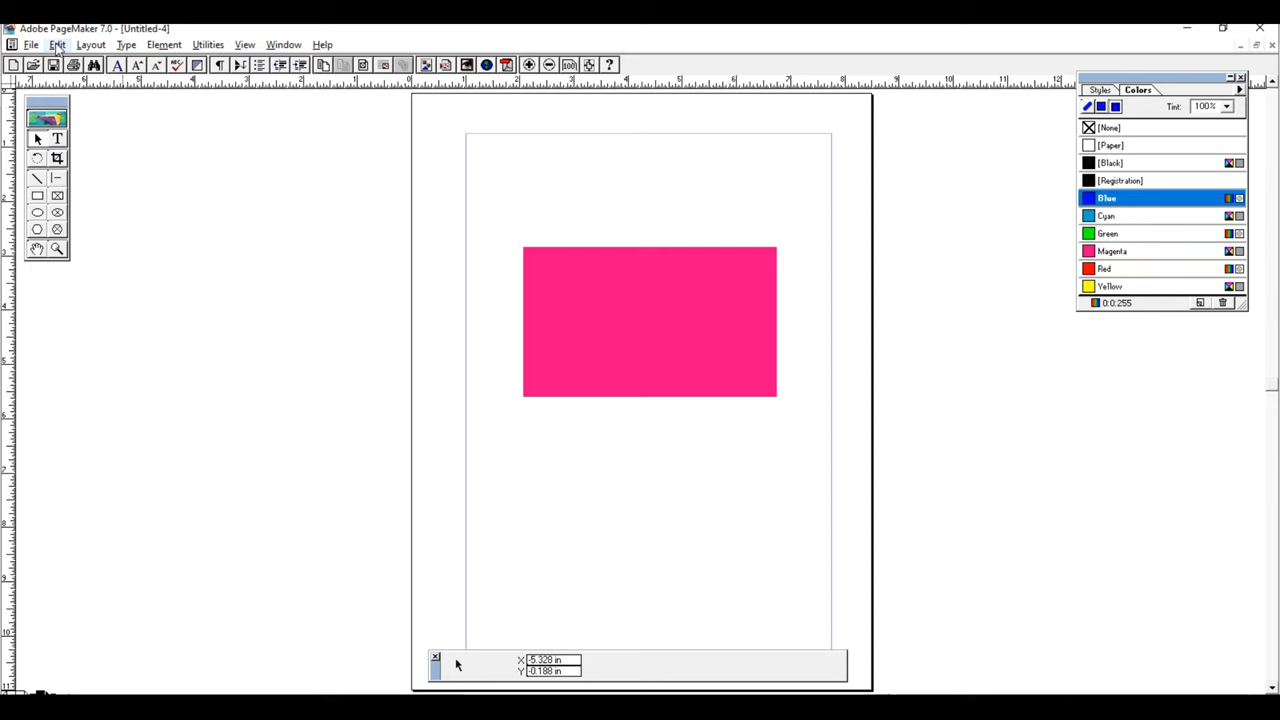 Adobe PageMaker 7.0 - [Untitled-4]
File Edit Layout Type Element Utilities View Window Help
Styles Colors
Tint: 100%
[None]
[Paper]
[Black]
[Registration]
Blue
Cyan
Green
Magenta
Red
Yellow
0:0:255
X -5.328 in
Y -0.188 in